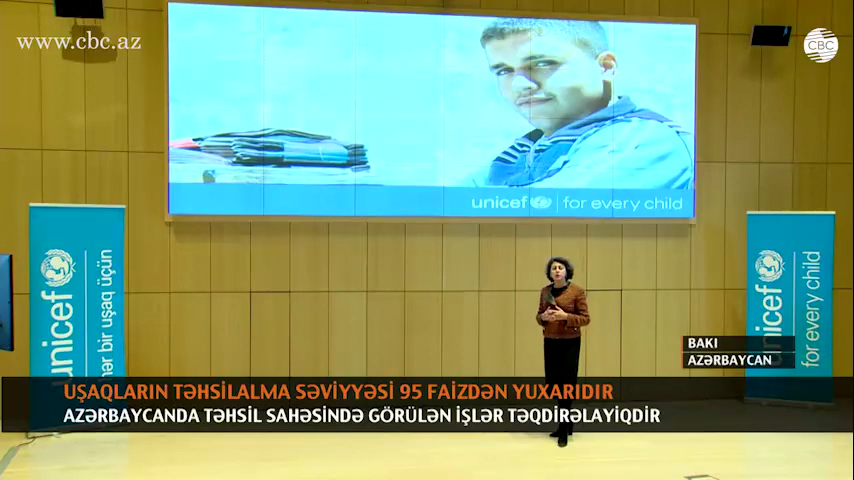 www.cbc.az
CBC
unicef for every child
unicef
hər bir uşaq üçün
unicef
for every child
BAKI
AZƏRBAYCAN
UŞAQLARIN TƏHSİLALMA SƏVİYYƏSİ 95 FAİZDƏN YUXARIDIR
AZƏRBAYCANDA TƏHSİL SAHƏSİNDƏ GÖRÜLƏN İŞLƏR TƏQDİRƏLAYİQDİR